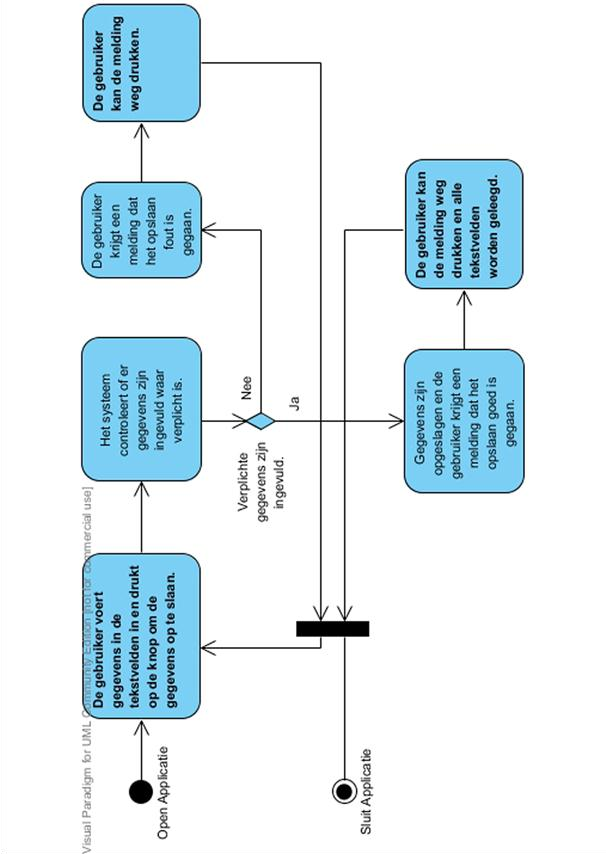 Visual Paradigm for UML Community Edition [not for commercial use]
Open Applicatie
De gebruiker voert
gegevens in de
tekstvelden in en drukt
op de knop om de
gegevens op te slaan.
Het systeem
controleert of er
gegevens zijn
ingevuld waar
verplicht is.
De gebruiker
krijgt een
melding dat
het opslaan
fout is
gegaan.
De gebruiker
kan de melding
weg drukken.
Verplichte
gegevens zijn
ingevuld.
Nee
Ja
Sluit Applicatie
Gegevens zijn
opgeslagen en de
gebruiker krijgt een
melding dat het
opslaan goed is
gegaan.
De gebruiker kan
de melding weg
drukken en alle
tekstvelden
worden geleegd.